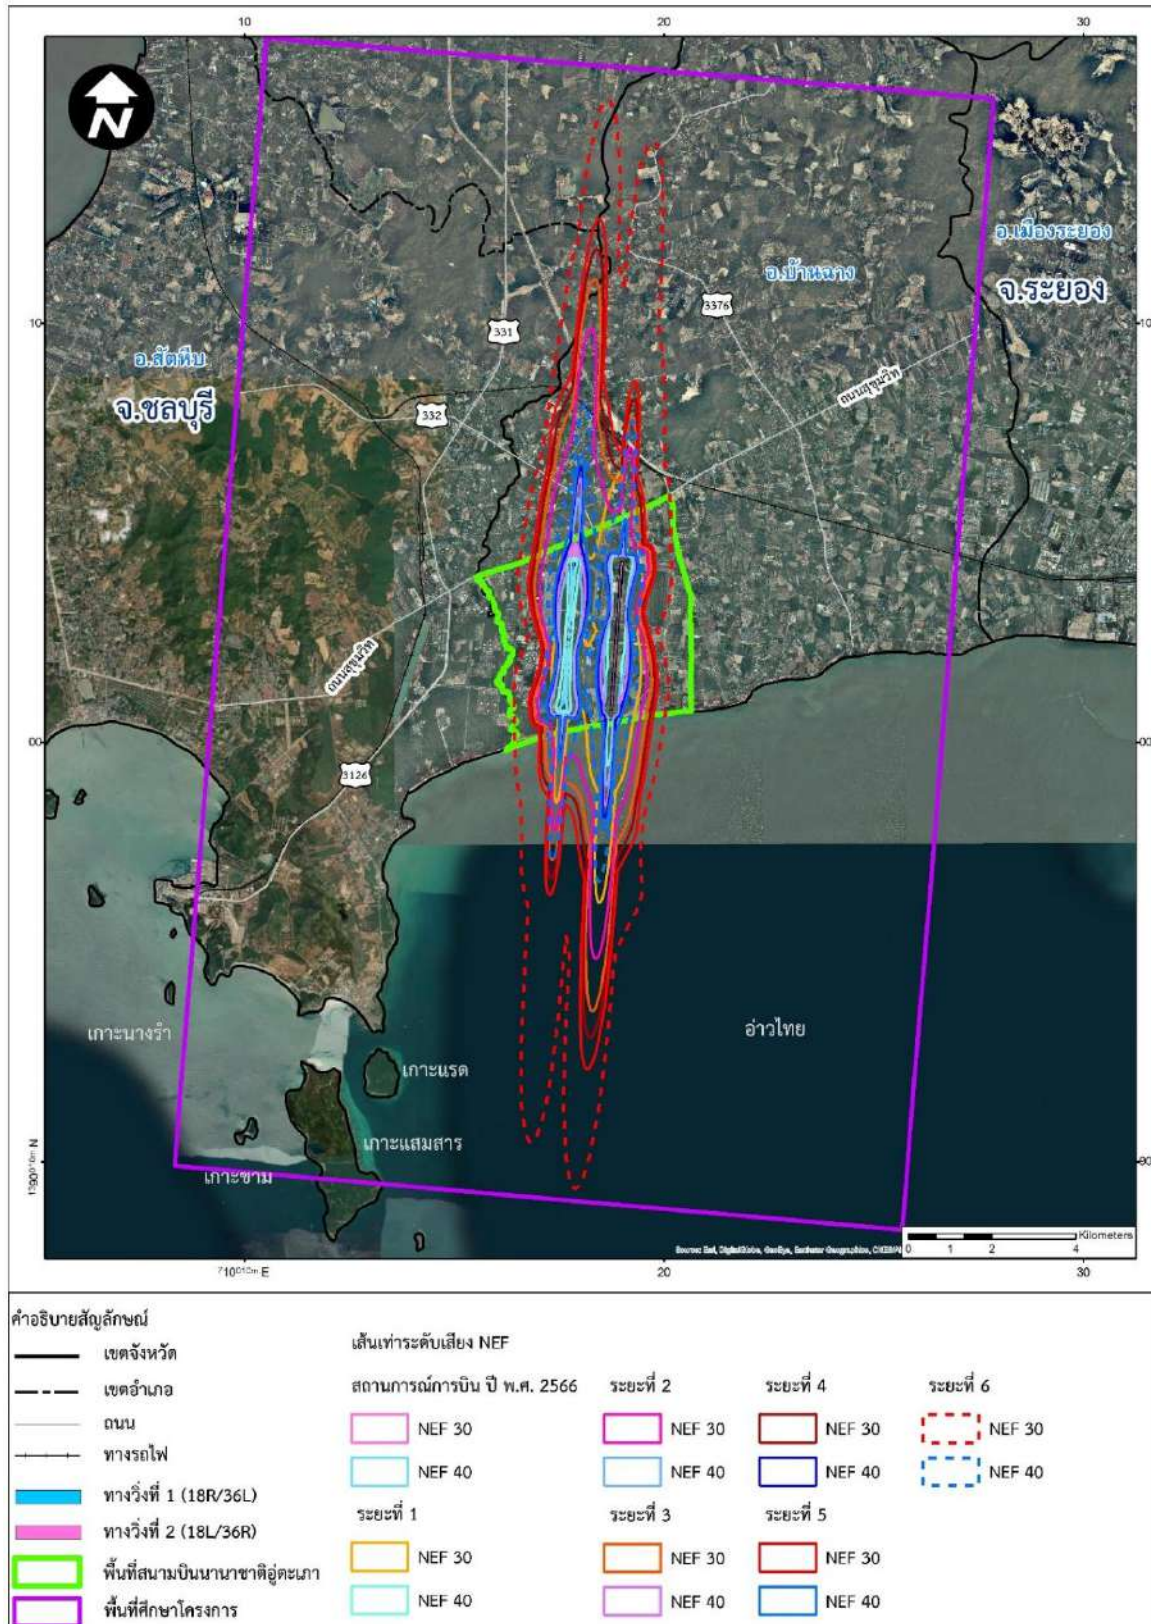 10 20 30
N
อ.เมืองระยอง
จ.ระยอง
อ.บ้านฉาง
3376
331
10 10
อ.สัตหีบ
จ.ชลบุรี
332
ถนนสุขุมวิท
ถนนสุขุมวิท
00 00
3126
เกาะนางรำ
อ่าวไทย
เกาะแรด
เกาะแสมสาร
เกาะขาม
1390010m N
90
Kilometers
0 1 2 4
710010m E 20 30
คำอธิบายสัญลักษณ์
เขตจังหวัด
เขตอำเภอ
ถนน
ทางรถไฟ
ทางวิ่งที่ 1 (18R/36L)
ทางวิ่งที่ 2 (18L/36R)
พื้นที่สนามบินนานาชาติอู่ตะเภา
พื้นที่ศึกษาโครงการ
เส้นเท่าระดับเสียง NEF
สถานการณ์การบิน ปี พ.ศ. 2566
NEF 30
NEF 40
ระยะที่ 1
NEF 30
NEF 40
ระยะที่ 2
NEF 30
NEF 40
ระยะที่ 3
NEF 30
NEF 40
ระยะที่ 4
NEF 30
NEF 40
ระยะที่ 5
NEF 30
NEF 40
ระยะที่ 6
NEF 30
NEF 40